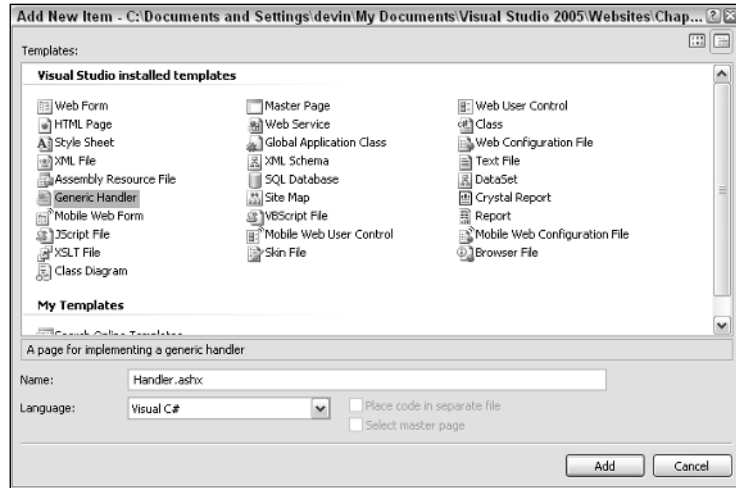 Add New Item - C:\Documents and Settings\devin\My Documents\Visual Studio 2005\Websites\Chap...
Templates:
Visual Studio installed templates
Web Form Master Page Web User Control
HTML Page Web Service Class
Style Sheet Global Application Class Web Configuration File
XML File XML Schema Text File
Assembly Resource File SQL Database DataSet
Generic Handler Site Map Crystal Report
Mobile Web Form VBScript File Report
JScript File Mobile Web User Control Mobile Web Configuration File
XSLT File Skin File Browser File
Class Diagram
My Templates
Search Online Templates
A page for implementing a generic handler
Name: Handler.ashx
Language: Visual C# Place code in separate file
Select master page
Add Cancel